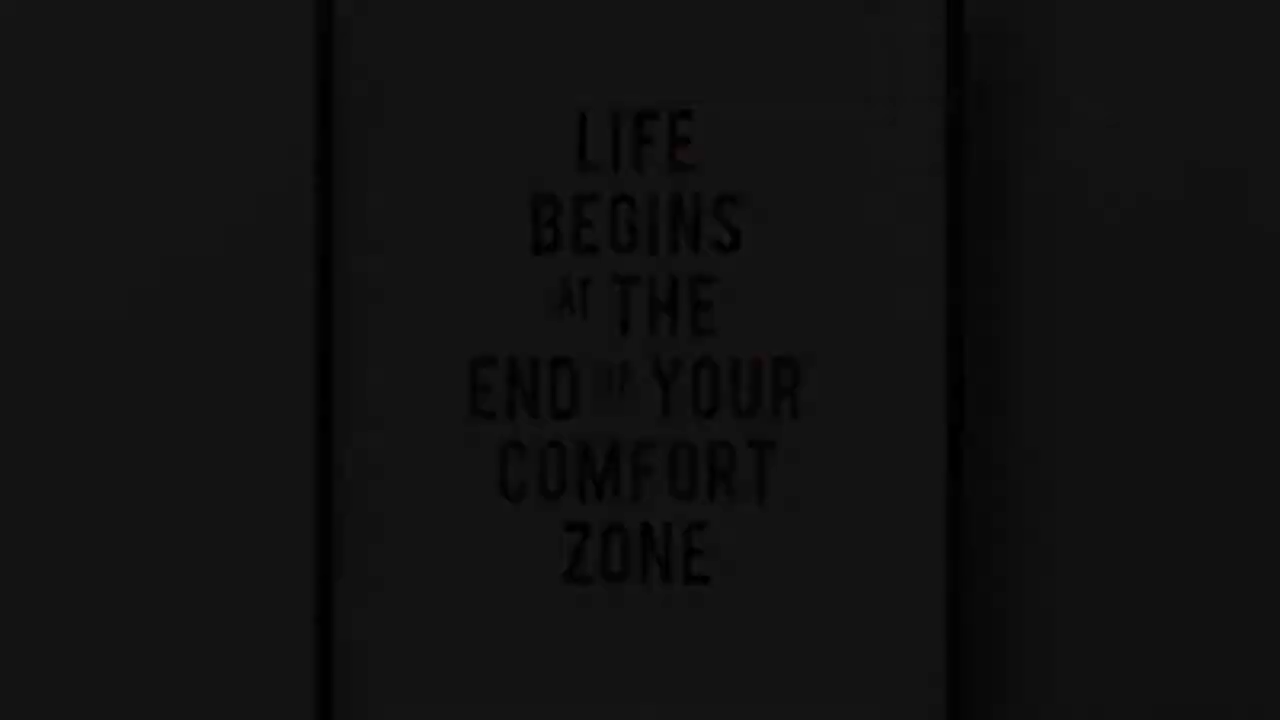 LIFE
BEGINS
AT THE
END OF YOUR
COMFORT
ZONE